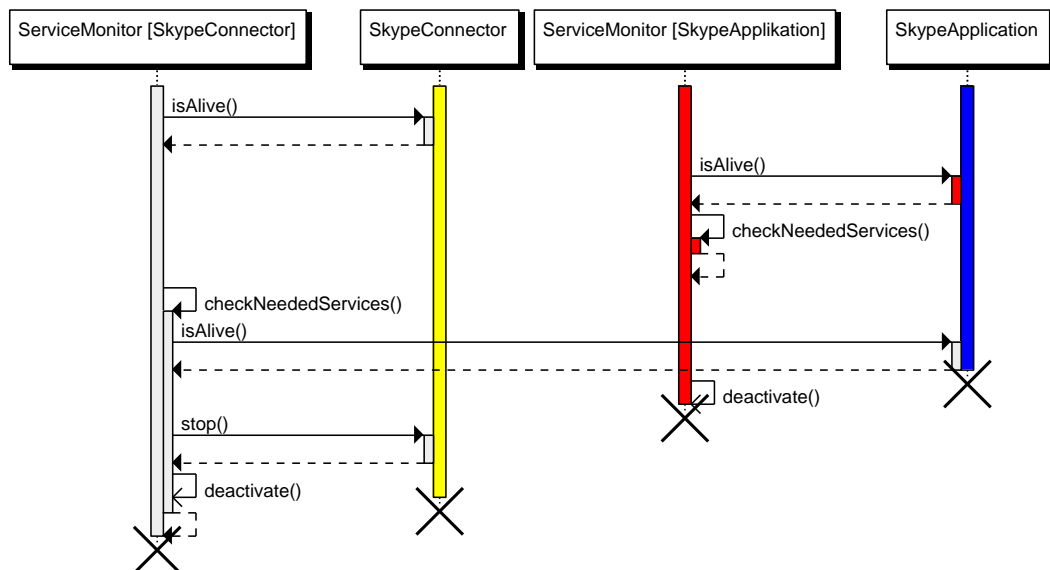 ServiceMonitor [SkypeConnector]
SkypeConnector
ServiceMonitor [SkypeApplikation]
SkypeApplication
isAlive()
isAlive()
checkNeededServices()
checkNeededServices()
isAlive()
deactivate()
stop()
deactivate()